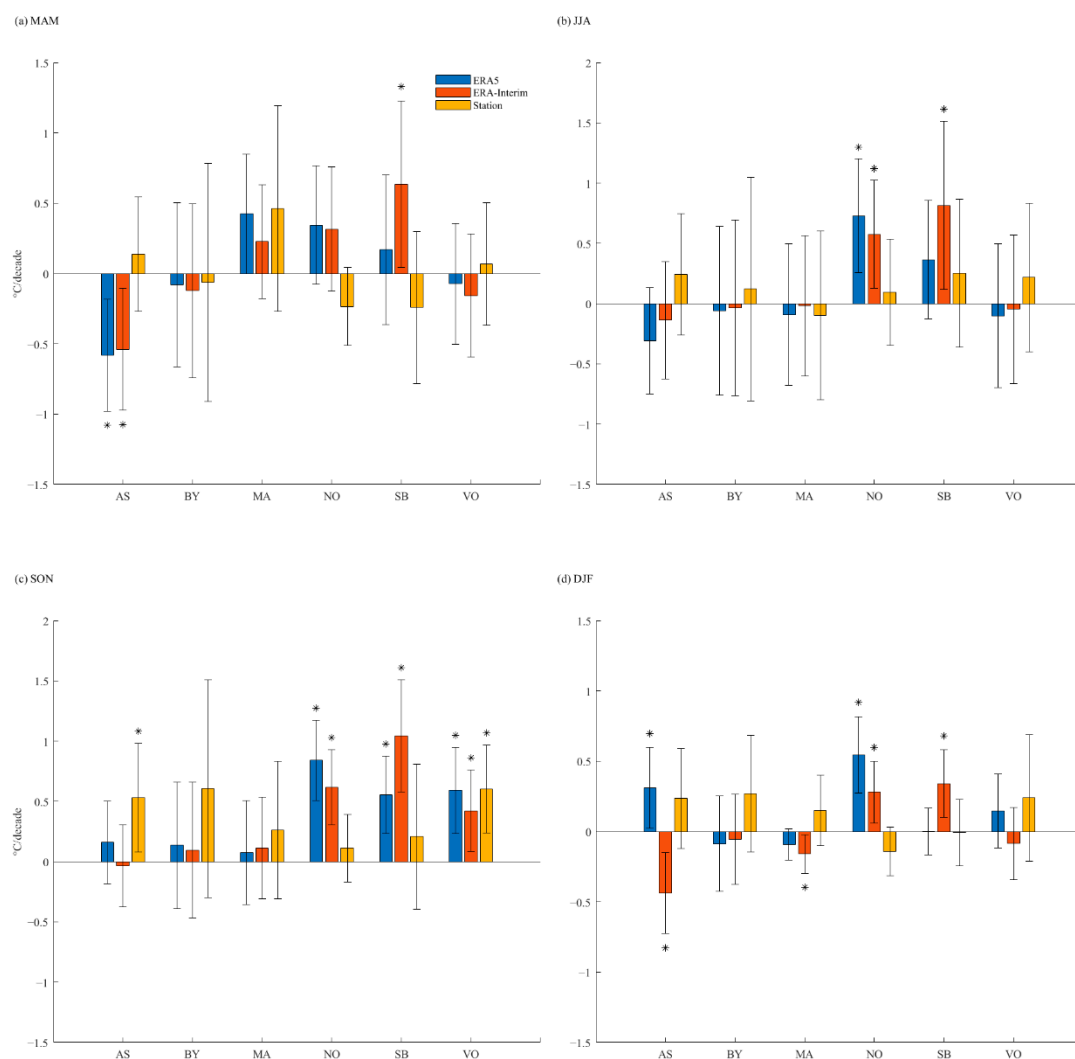 (a) MAM
1.5
1
0.5
0
−0.5
−1
−1.5
°C/decade
ERA5
ERA-Interim
Station
*
* *
AS BY MA NO SB VO
(b) JJA
2
1.5
1
0.5
0
−0.5
−1
−1.5
* * *
AS BY MA NO SB VO
(c) SON
2
1.5
1
0.5
0
−0.5
−1
−1.5
°C/decade
* * * * * * * *
AS BY MA NO SB VO
(d) DJF
1.5
1
0.5
0
−0.5
−1
−1.5
* * * *
* *
AS BY MA NO SB VO